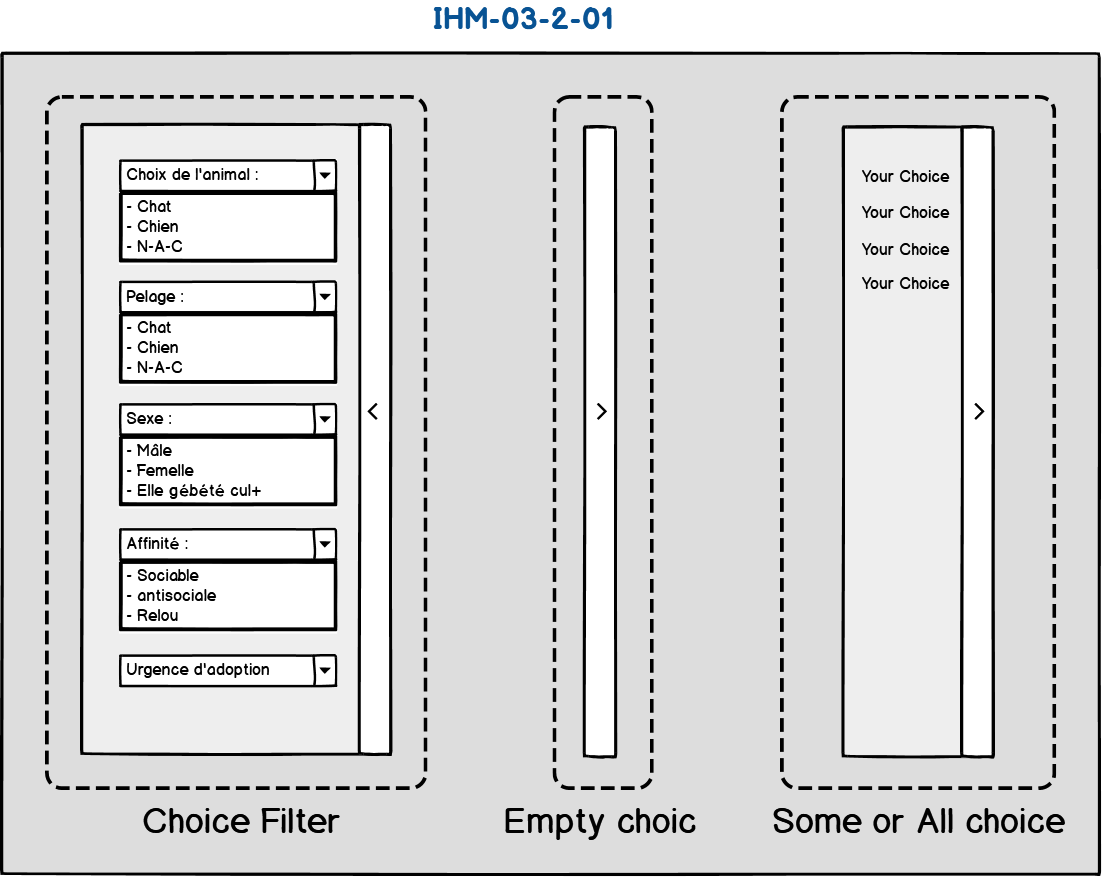 IHM-03-2-01
Choix de l'animal :
- Chat
- Chien
- N-A-C
Pelage :
- Chat
- Chien
- N-A-C
Sexe :
- Mâle
- Femelle
- Elle gébété cul+
Affinité :
- Sociable
- antisociale
- Relou
Urgence d'adoption
<
Choice Filter
>
Empty choic
Your Choice
Your Choice
Your Choice
Your Choice
>
Some or All choice